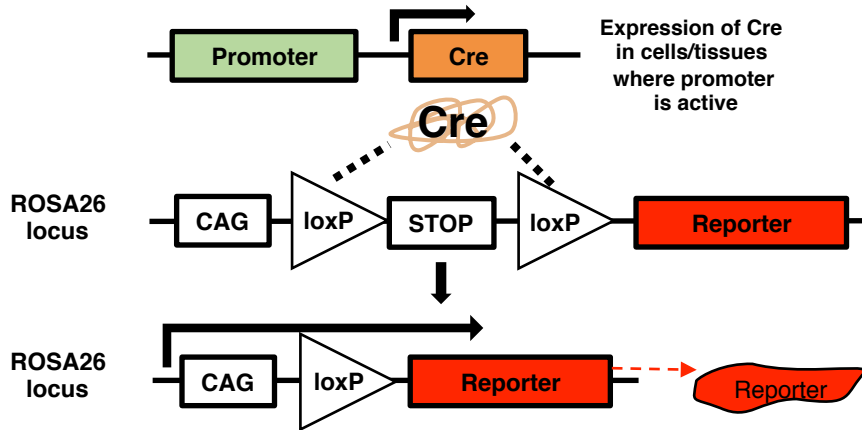 Promoter
Cre
Expression of Cre
in cells/tissues
where promoter
is active
Cre
ROSA26
locus
CAG
loxP
STOP
loxP
Reporter
ROSA26
locus
CAG
loxP
Reporter
Reporter